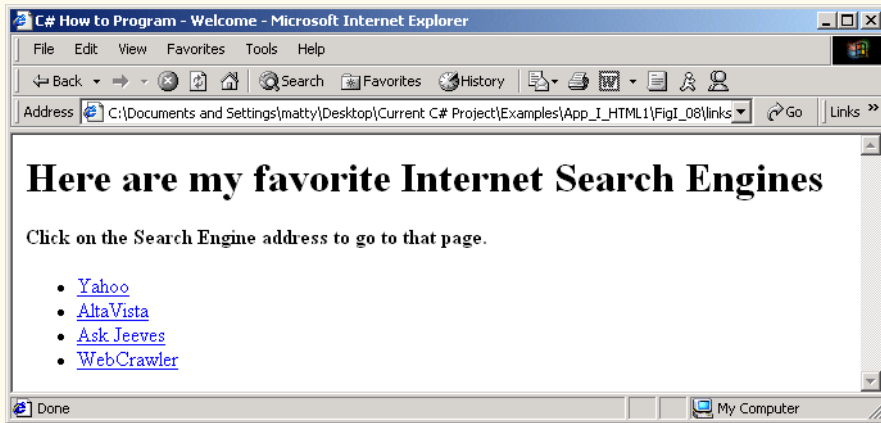 C# How to Program - Welcome - Microsoft Internet Explorer
File Edit View Favorites Tools Help
Back Search Favorites History
Address C:\Documents and Settings\matty\Desktop\Current C# Project\Examples\App_I_HTML1\FigI_08\links Go Links »
Here are my favorite Internet Search Engines
Click on the Search Engine address to go to that page.
• Yahoo
• AltaVista
• Ask Jeeves
• WebCrawler
Done My Computer